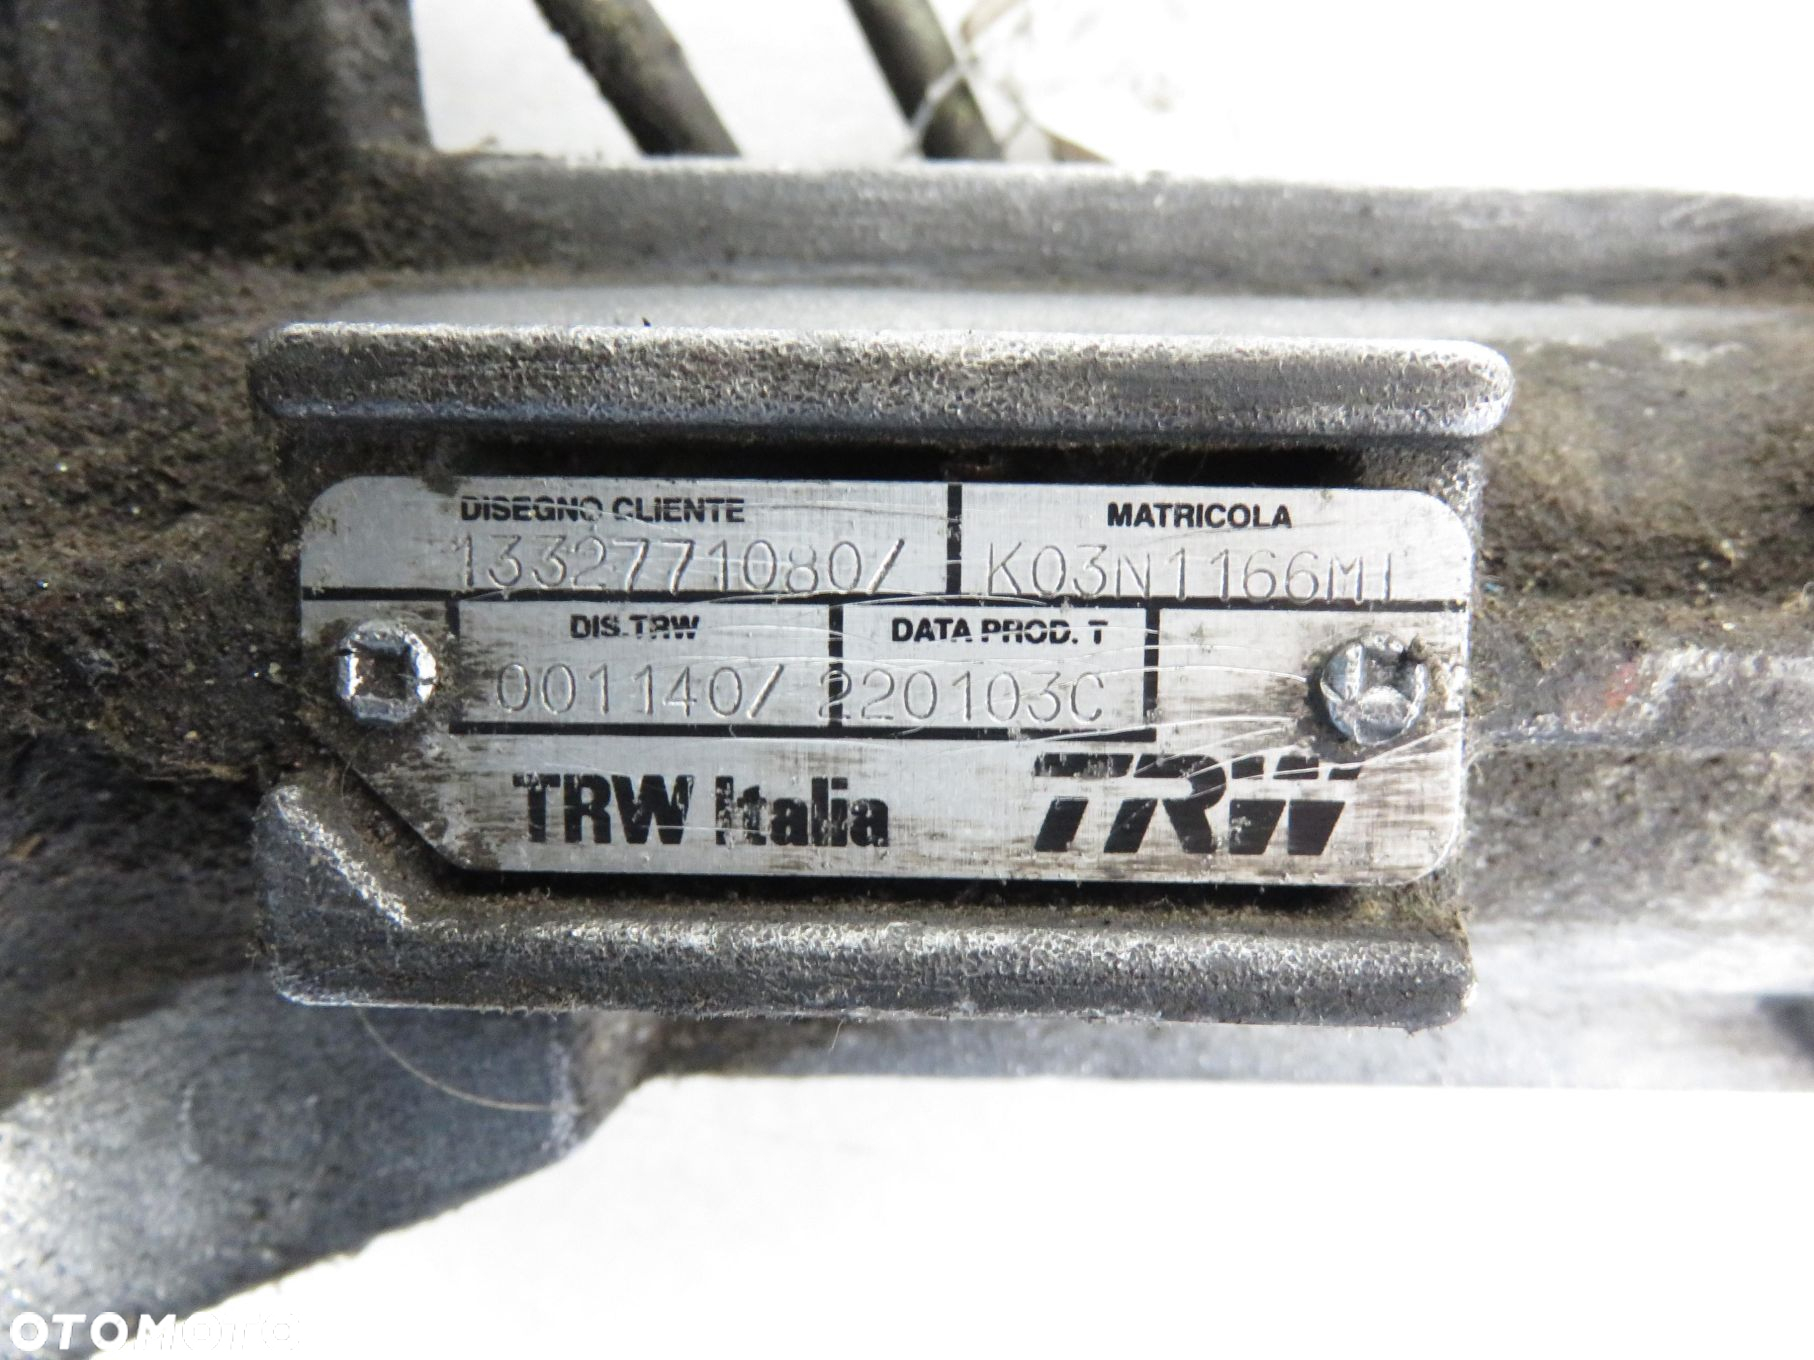 DISEGNO CLIENTE MATRICOLA
1332771080/ K03N1166MI
DIS.TRW DATA PROD. T
001140/ 220103C
TRW Italia TRW
OTOMOTO